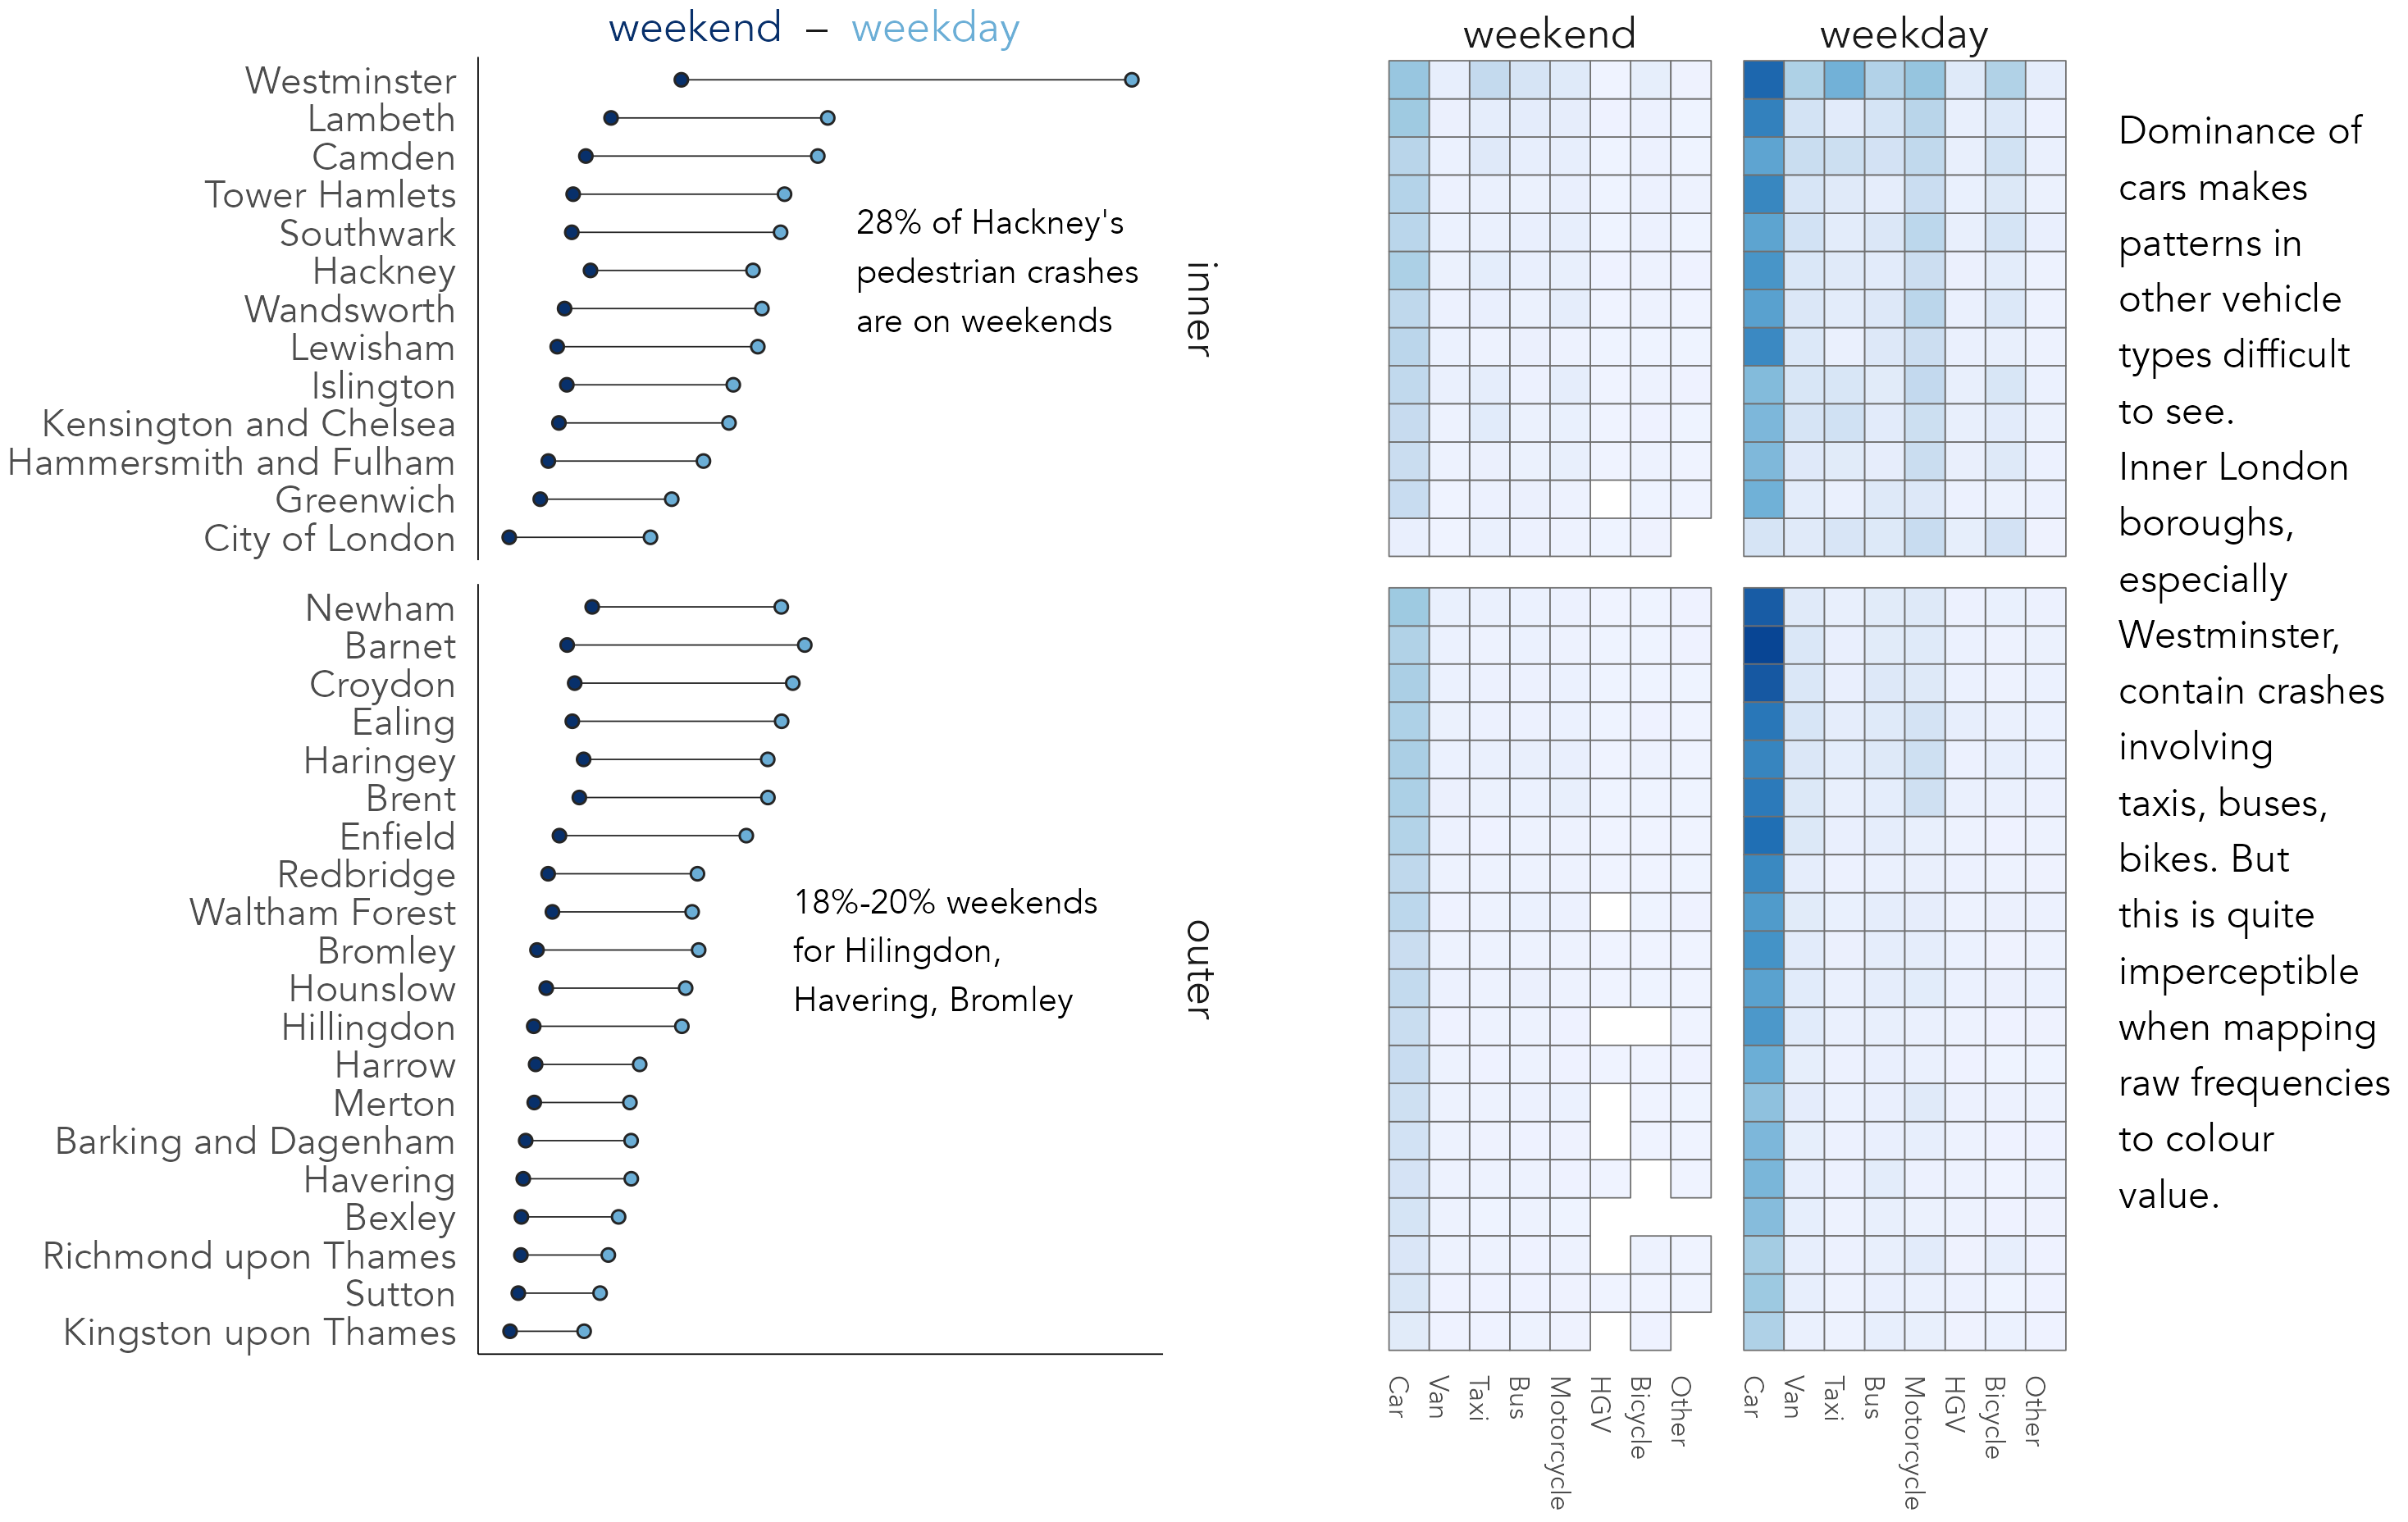 weekend – weekday
Westminster
Lambeth
Camden
Tower Hamlets
Southwark
Hackney
Wandsworth
Lewisham
Islington
Kensington and Chelsea
Hammersmith and Fulham
Greenwich
City of London
28% of Hackney's
pedestrian crashes
are on weekends
inner
Newham
Barnet
Croydon
Ealing
Haringey
Brent
Enfield
Redbridge
Waltham Forest
Bromley
Hounslow
Hillingdon
Harrow
Merton
Barking and Dagenham
Havering
Bexley
Richmond upon Thames
Sutton
Kingston upon Thames
18%-20% weekends
for Hilingdon,
Havering, Bromley
outer
weekend
weekday
Car
Van
Taxi
Bus
Motorcycle
HGV
Bicycle
Other
Car
Van
Taxi
Bus
Motorcycle
HGV
Bicycle
Other
Dominance of
cars makes
patterns in
other vehicle
types difficult
to see.
Inner London
boroughs,
especially
Westminster,
contain crashes
involving
taxis, buses,
bikes. But
this is quite
imperceptible
when mapping
raw frequencies
to colour
value.